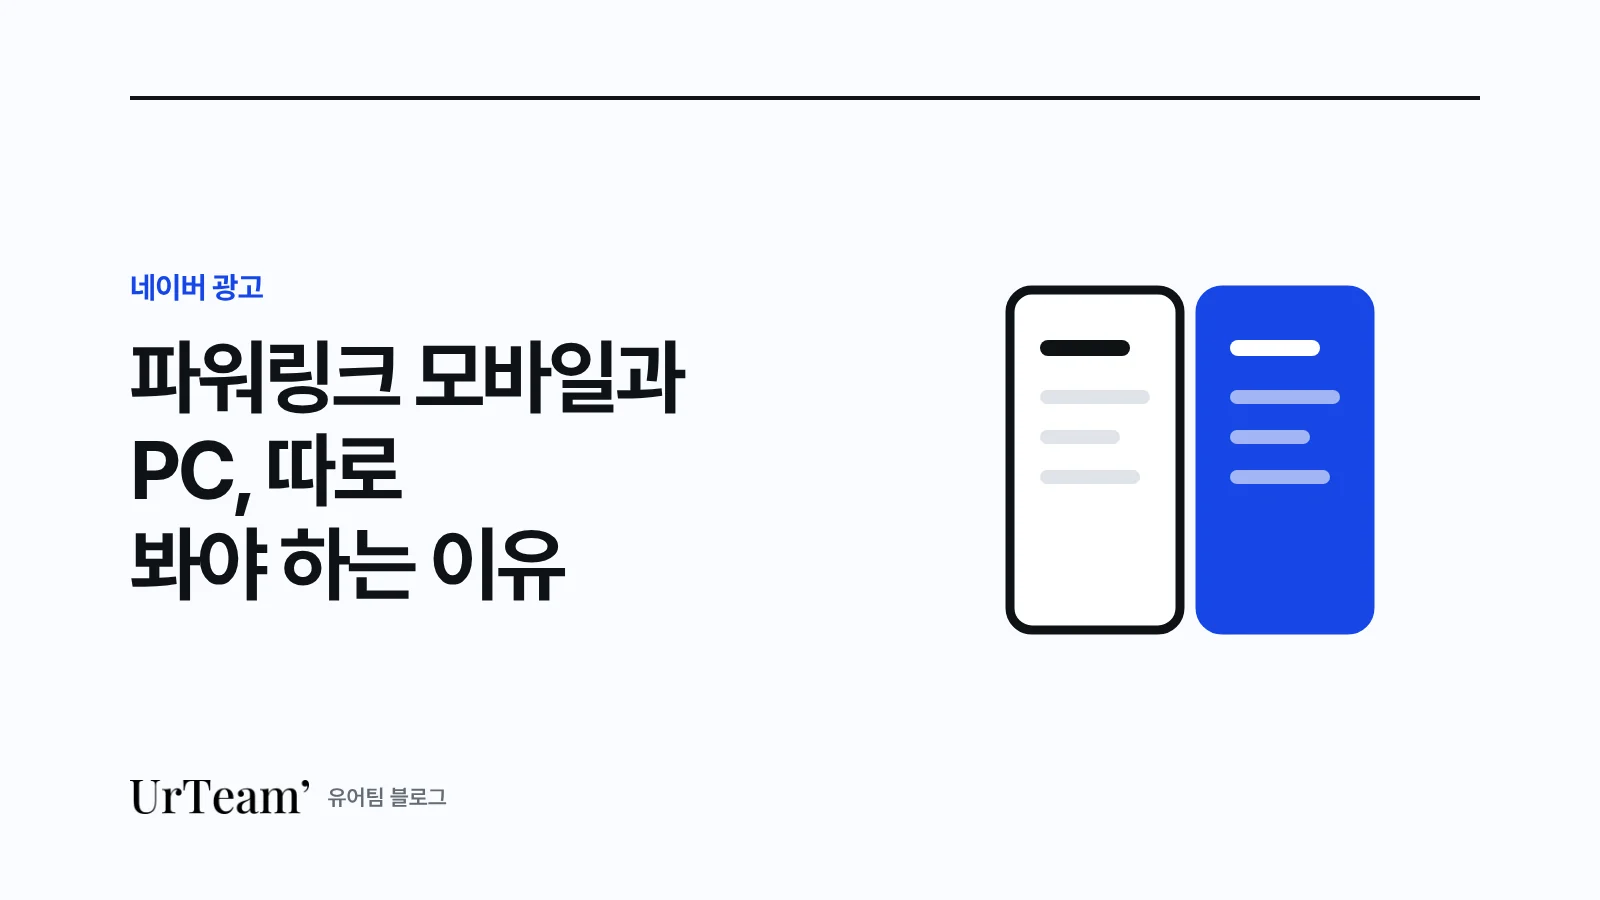 네이버 광고
파워링크 모바일과
PC, 따로
봐야 하는 이유
UrTeam’ 유어팀 블로그